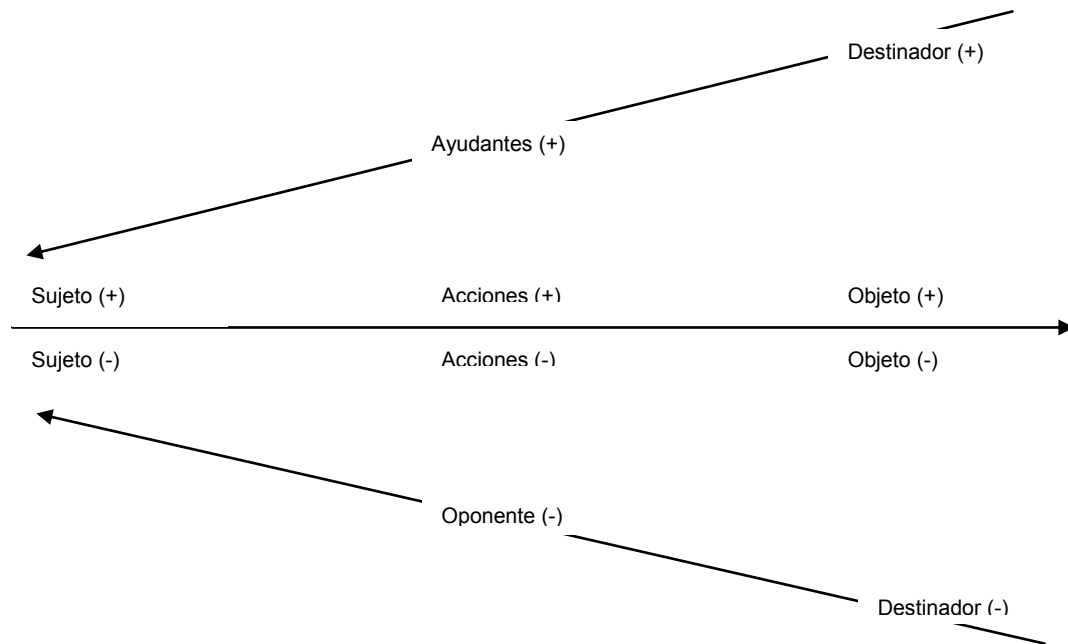 Destinador (+)
Ayudantes (+)
Sujeto (+) Acciones (+) Objeto (+)
Sujeto (-) Acciones (-) Objeto (-)
Oponente (-)
Destinador (-)